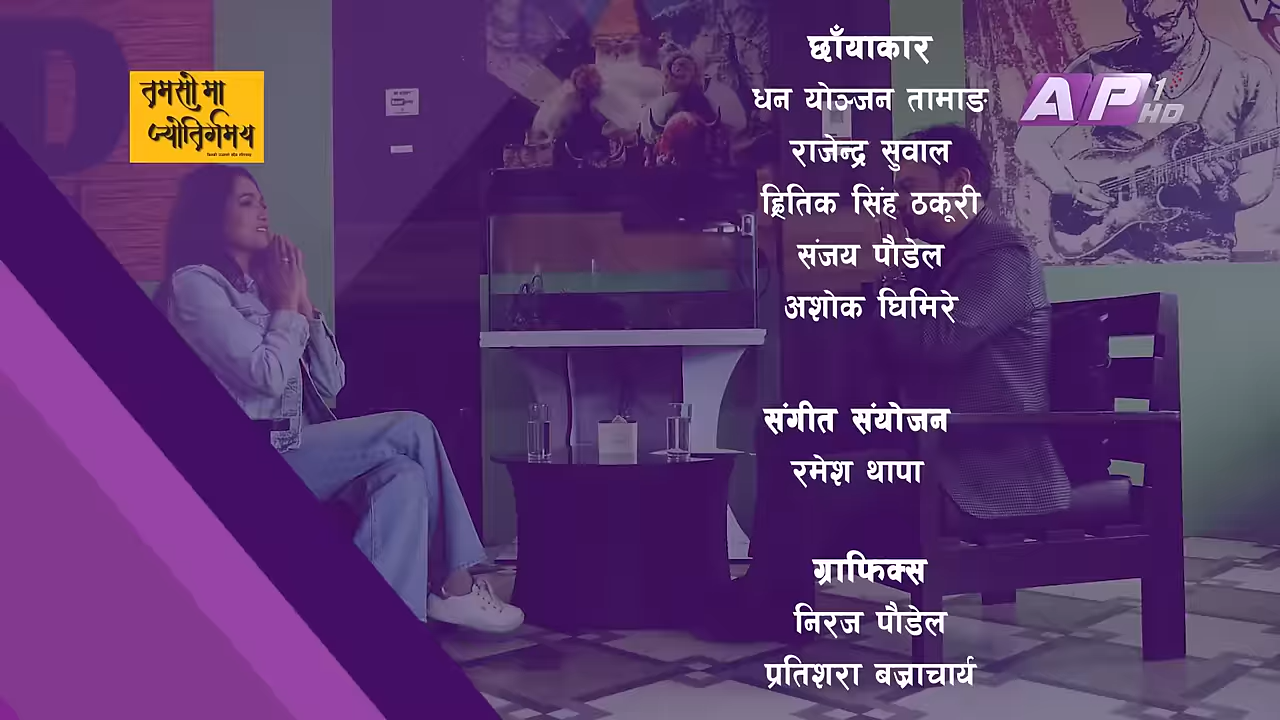 तमसो मा
ज्योतिर्गमय
AP1
HD
छाँयाकार
धन योञ्जन तामाङ
राजेन्द्र सुवाल
ह्रितिक सिंह ठकूरी
संजय पौडेल
अशोक घिमिरे
संगीत संयोजन
रमेश थापा
ग्राफिक्स
निरज पौडेल
प्रतिशरा बज्राचार्य